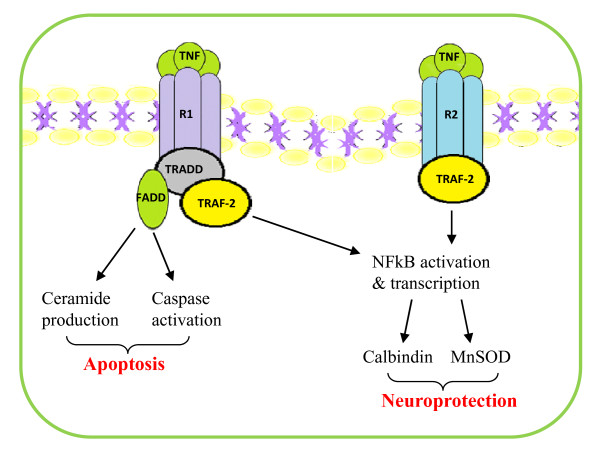 TNF
TNF
R1
R2
TRADD
FADD
TRAF-2
TRAF-2
NFkB activation
& transcription
Ceramide
production
Caspase
activation
Apoptosis
Calbindin
MnSOD
Neuroprotection